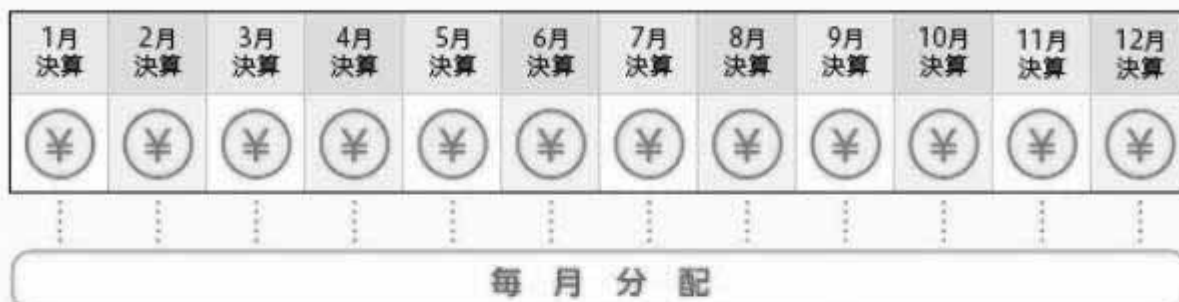 1月 2月 3月 4月 5月 6月 7月 8月 9月 10月 11月 12月
決算 決算 決算 決算 決算 決算 決算 決算 決算 決算 決算 決算
¥ ¥ ¥ ¥ ¥ ¥ ¥ ¥ ¥ ¥ ¥ ¥
毎月分配